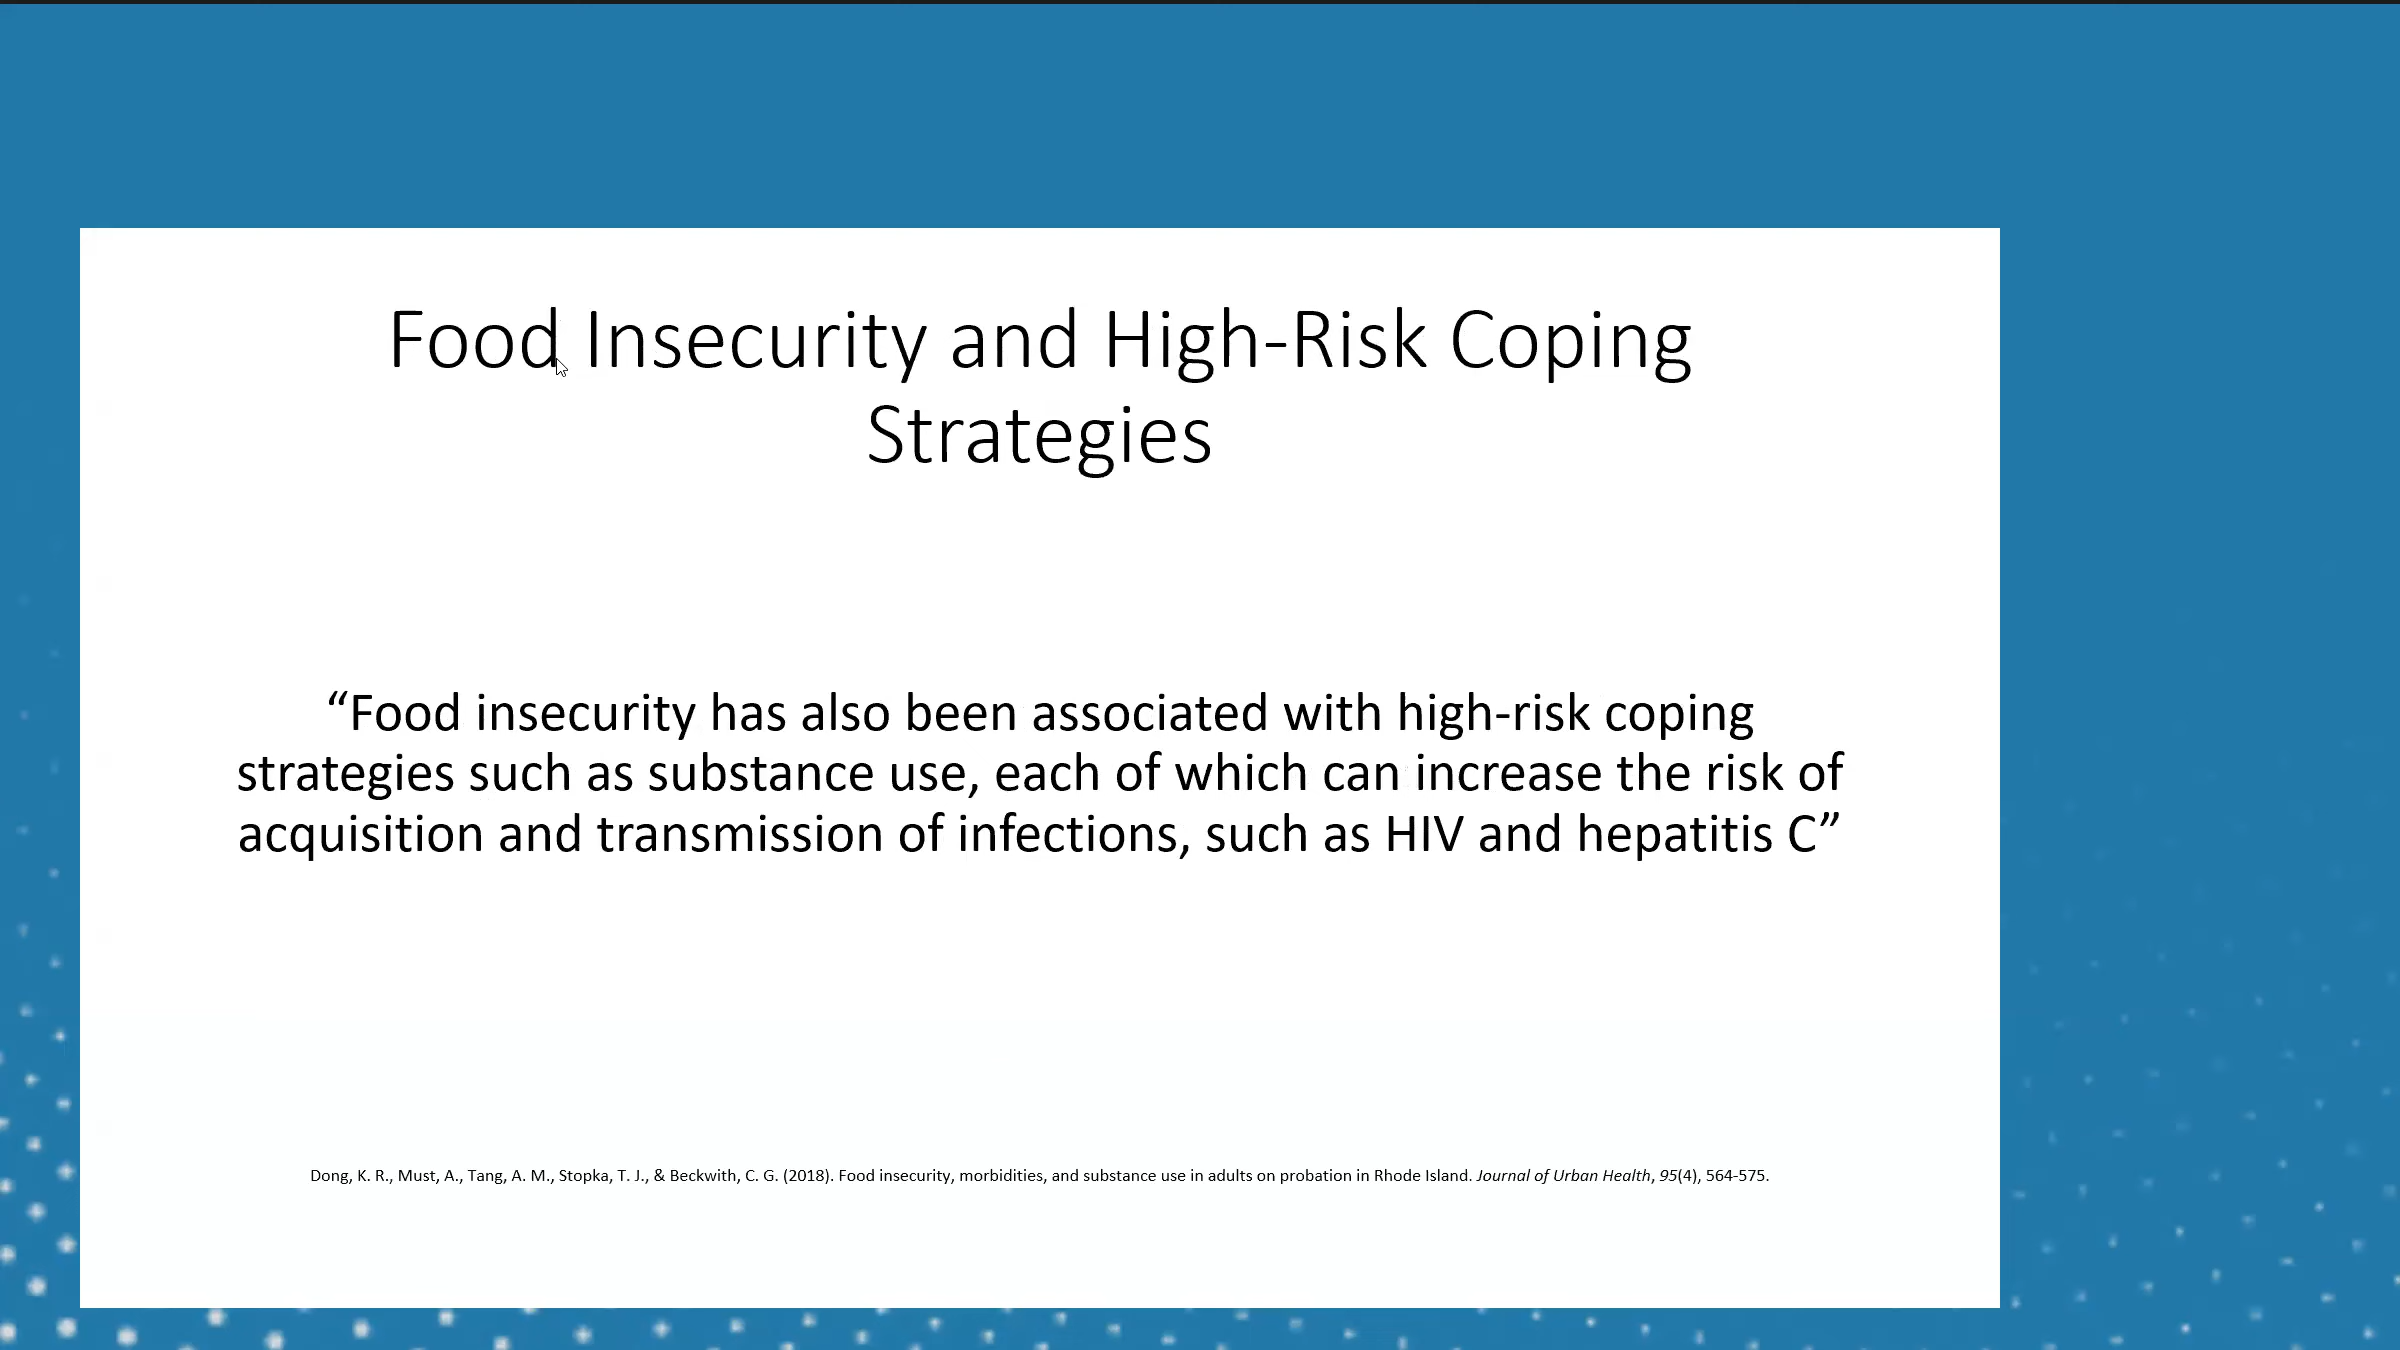 Food Insecurity and High-Risk Coping
Strategies
“Food insecurity has also been associated with high-risk coping
strategies such as substance use, each of which can increase the risk of
acquisition and transmission of infections, such as HIV and hepatitis C”
Dong, K. R., Must, A., Tang, A. M., Stopka, T. J., & Beckwith, C. G. (2018). Food insecurity, morbidities, and substance use in adults on probation in Rhode Island. Journal of Urban Health, 95(4), 564-575.